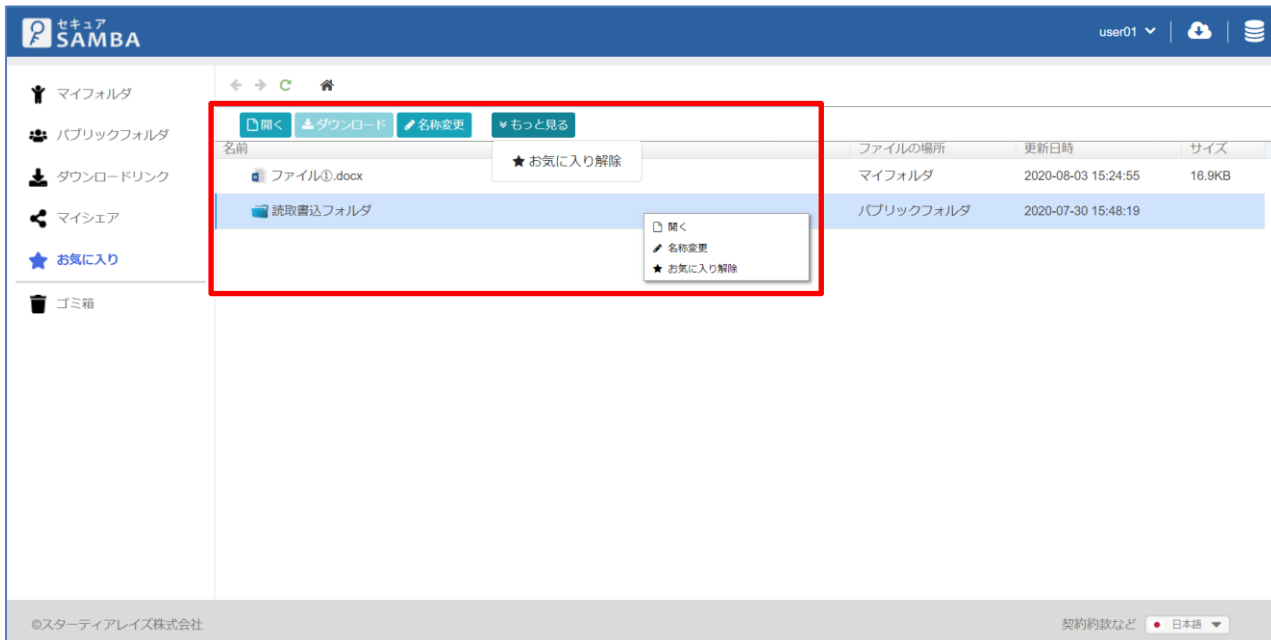 セキュア
SAMBA
user01
マイフォルダ
パブリックフォルダ
ダウンロードリンク
マイシェア
お気に入り
ゴミ箱
開く ダウンロード 名称変更 もっと見る
お気に入り解除
名前 ファイルの場所 更新日時 サイズ
ファイル①.docx マイフォルダ 2020-08-03 15:24:55 16.9KB
読取書込フォルダ パブリックフォルダ 2020-07-30 15:48:19
開く
名称変更
お気に入り解除
©スターティアレイズ株式会社 契約約款など 日本語